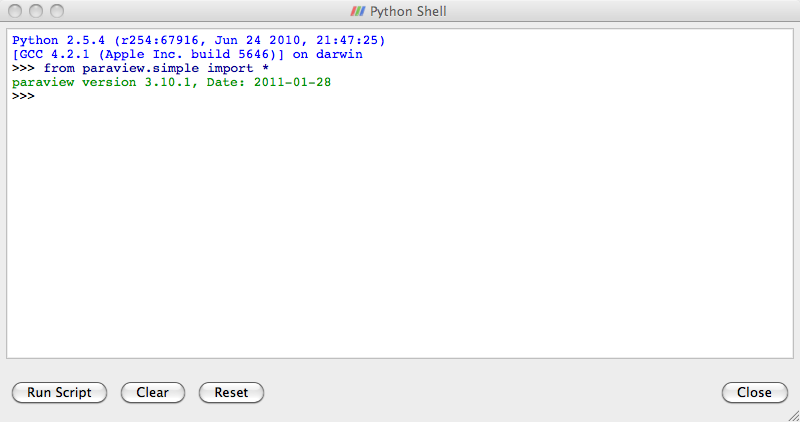 Python Shell
Python 2.5.4 (r254:67916, Jun 24 2010, 21:47:25)
[GCC 4.2.1 (Apple Inc. build 5646)] on darwin
>>> from paraview.simple import *
paraview version 3.10.1, Date: 2011-01-28
>>>
Run Script Clear Reset Close